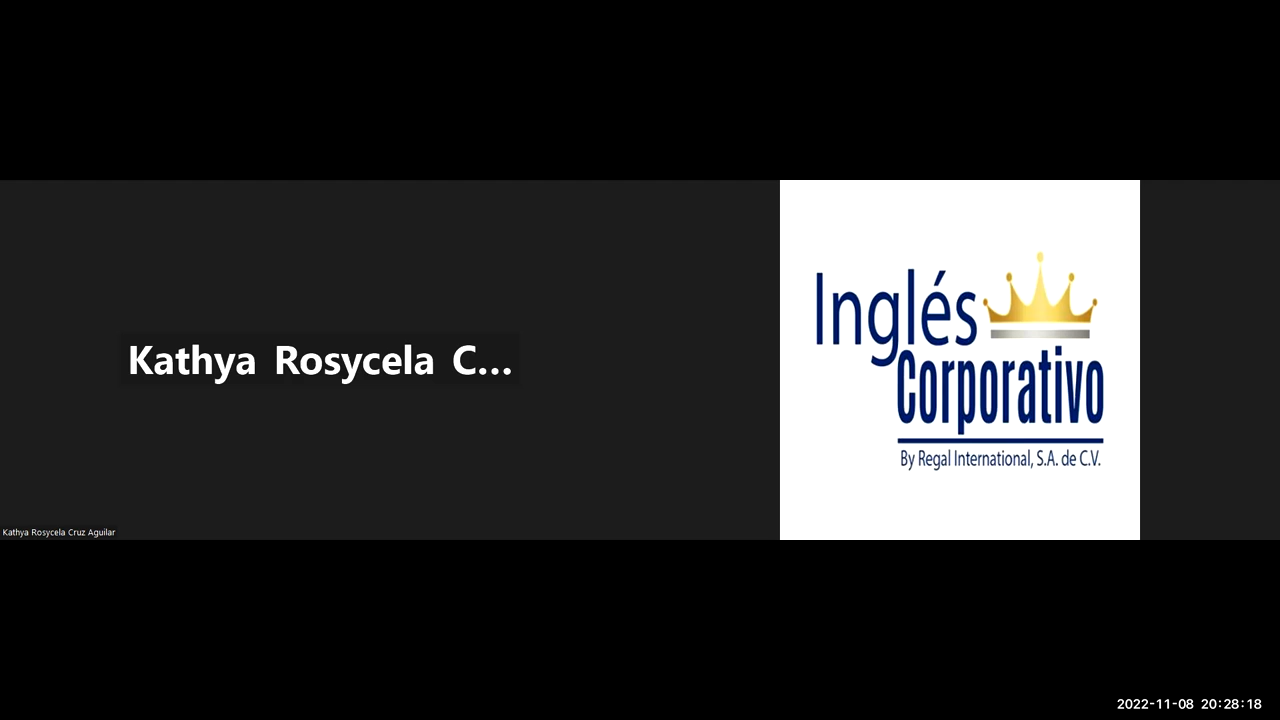 Kathya Rosycela C...
Kathya Rosycela Cruz Aguilar
Inglés
Corporativo
By Regal International, S.A. de C.V.
2022-11-08 20:28:18